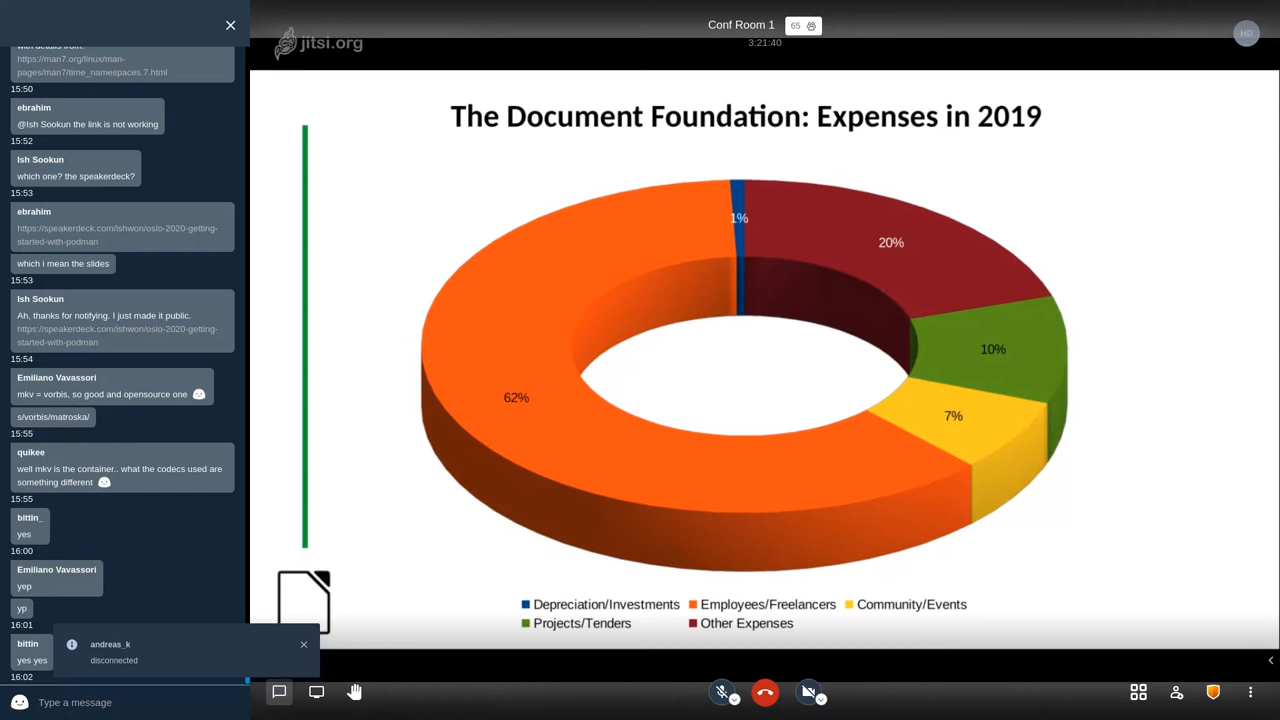 Conf Room 1
65
3:21:40
HD
jitsi.org
with details from:
https://man7.org/linux/man-
pages/man7/time_namespaces.7.html
15:50
ebrahim
@Ish Sookun the link is not working
15:52
Ish Sookun
which one? the speakerdeck?
15:53
ebrahim
https://speakerdeck.com/ishwon/oslo-2020-getting-
started-with-podman
which i mean the slides
15:53
Ish Sookun
Ah, thanks for notifying. I just made it public.
https://speakerdeck.com/ishwon/oslo-2020-getting-
started-with-podman
15:54
Emiliano Vavassori
mkv = vorbis, so good and opensource one
s/vorbis/matroska/
15:55
quikee
well mkv is the container.. what the codecs used are
something different
15:55
bittin_
yes
16:00
Emiliano Vavassori
yep
yp
16:01
bittin
yes yes
16:02
andreas_k
disconnected
Type a message
The Document Foundation: Expenses in 2019
1%
20%
10%
7%
62%
Depreciation/Investments Employees/Freelancers Community/Events
Projects/Tenders Other Expenses